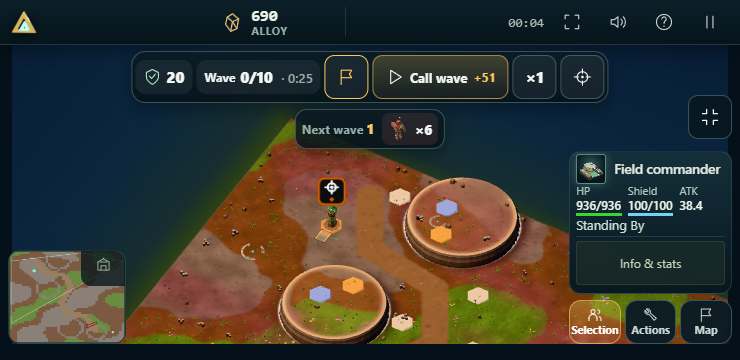 690
ALLOY
00:04
20
Wave 0/10 · 0:25
Call wave +51
×1
Next wave 1
×6
Field commander
HP
Shield
ATK
936/936
100/100
38.4
Standing By
Info & stats
Selection
Actions
Map